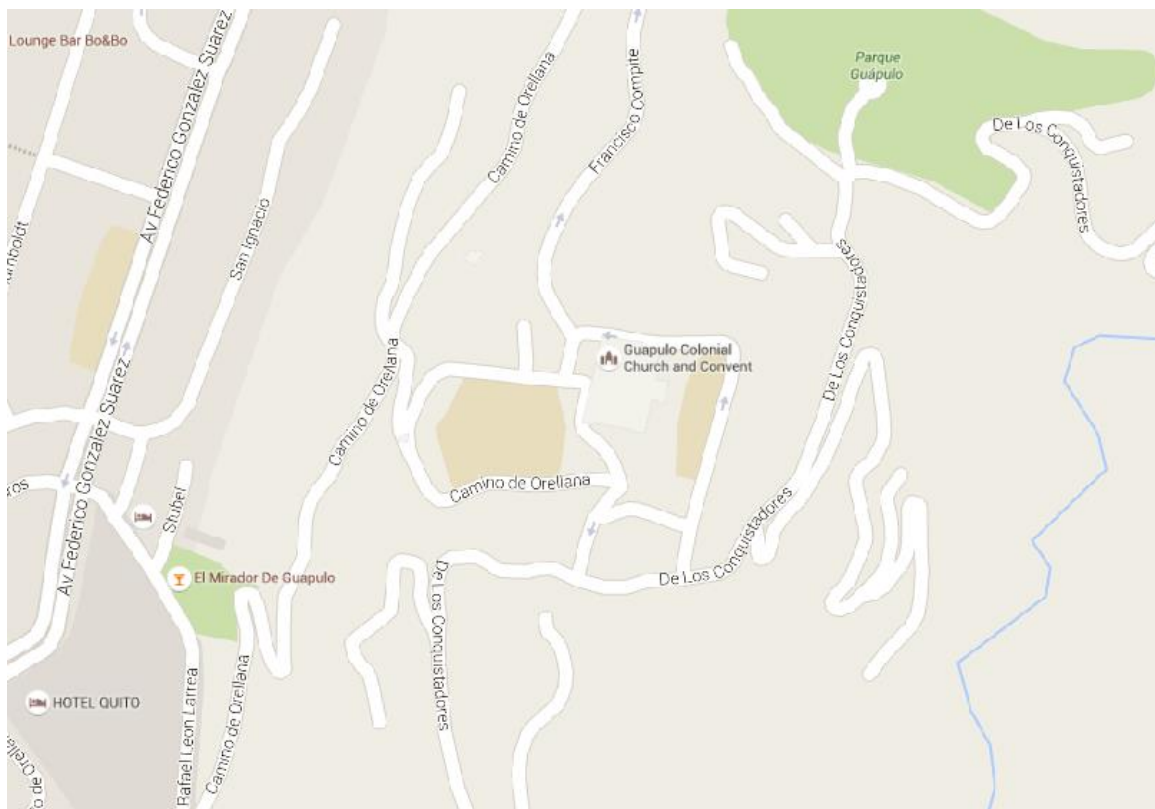 Lounge Bar Bo&Bo
Av Federico Gonzalez Suarez
San Ignacio
Camino de Orellana
Francisco Compite
Parque
Guápulo
De Los Conquistadores
De Los Conquistadores
Guapulo Colonial
Church and Convent
Camino de Orellana
Av Federico Gonzalez Suarez
Camino de Orellana
De Los Conquistadores
Stubel
El Mirador De Guapulo
De Los Conquistadores
HOTEL QUITO
Rafael Leon Larrea
Camino de Orellana
De Los Conquistadores